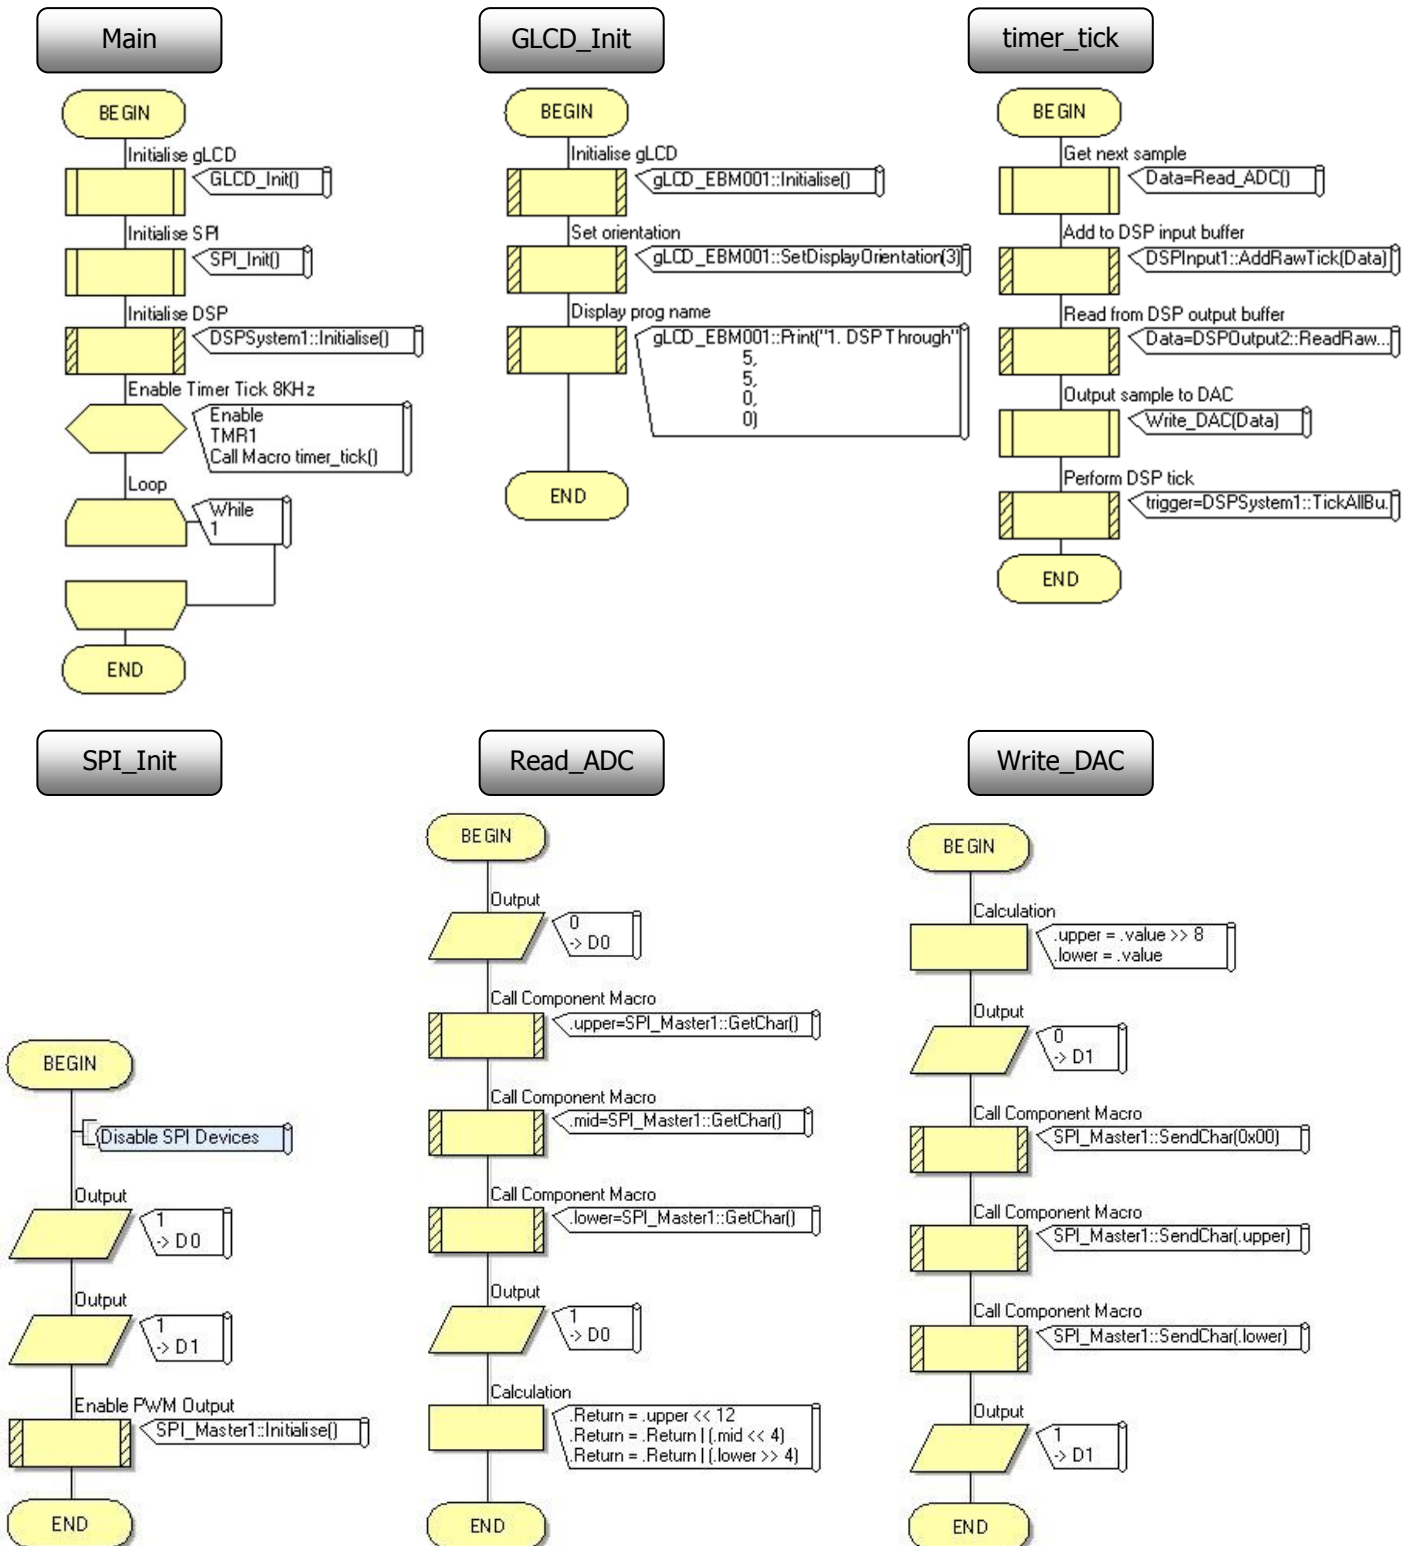 Main
BEGIN
Initialise gLCD
GLCD_Init()
Initialise SPI
SPI_Init()
Initialise DSP
DSPSystem1::Initialise()
Enable Timer Tick 8KHz
Enable
TMR1
Call Macro timer_tick()
Loop
While
1
END
GLCD_Init
BEGIN
Initialise gLCD
gLCD_EBM001::Initialise()
Set orientation
gLCD_EBM001::SetDisplayOrientation(3)
Display prog name
gLCD_EBM001::Print("1. DSP Through"
5,
5,
0,
0)
END
timer_tick
BEGIN
Get next sample
Data=Read_ADC()
Add to DSP input buffer
DSPInput1::AddRawTick(Data)
Read from DSP output buffer
Data=DSPOutput2::ReadRaw...
Output sample to DAC
Write_DAC(Data)
Perform DSP tick
trigger=DSPSystem1::TickAllBu.
END
SPI_Init
BEGIN
Disable SPI Devices
Output
1
-> D0
Output
1
-> D1
Enable PWM Output
SPI_Master1::Initialise()
END
Read_ADC
BEGIN
Output
0
-> D0
Call Component Macro
.upper=SPI_Master1::GetChar()
Call Component Macro
.mid=SPI_Master1::GetChar()
Call Component Macro
.lower=SPI_Master1::GetChar()
Output
1
-> D0
Calculation
.Return = .upper << 12
.Return = .Return | (.mid << 4)
.Return = .Return | (.lower >> 4)
END
Write_DAC
BEGIN
Calculation
.upper = .value >> 8
.lower = .value
Output
0
-> D1
Call Component Macro
SPI_Master1::SendChar(0x00)
Call Component Macro
SPI_Master1::SendChar(.upper)
Call Component Macro
SPI_Master1::SendChar(.lower)
Output
1
-> D1
END